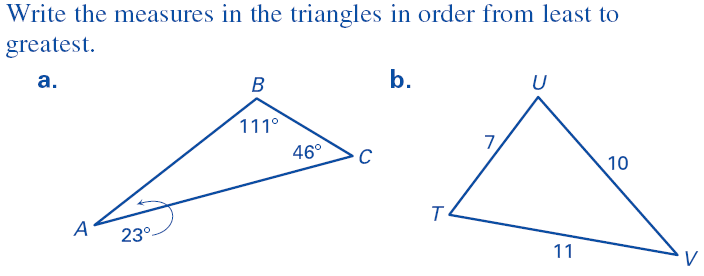 Write the measures in the triangles in order from least to
greatest.
a.
B
111°
46°
C
A
23°
b.
U
7
10
T
11
V